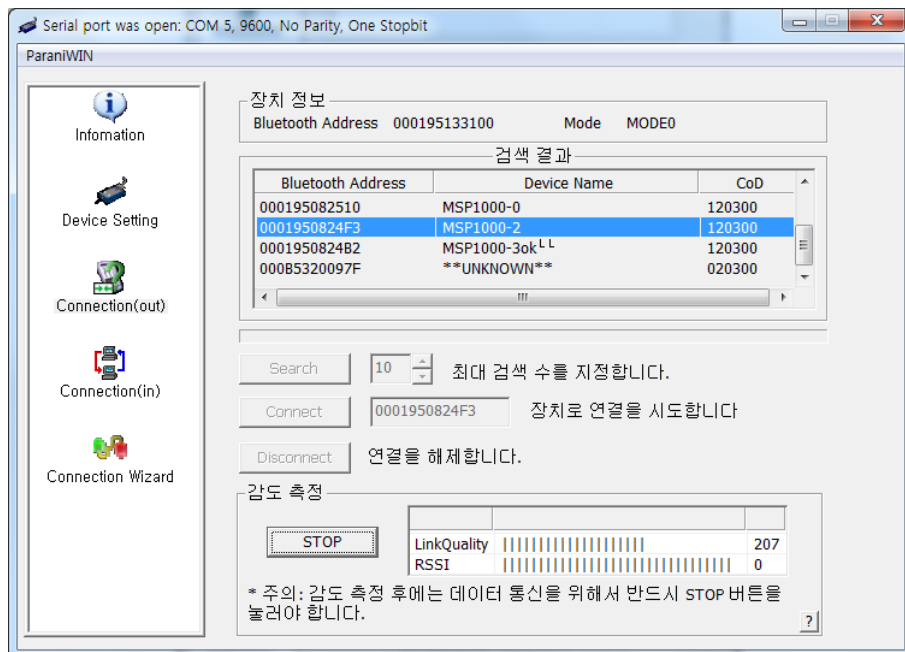 Serial port was open: COM 5, 9600, No Parity, One Stopbit
ParaniWIN
Infomation
Device Setting
Connection(out)
Connection(in)
Connection Wizard
장치 정보
Bluetooth Address 000195133100 Mode MODE0
검색 결과
Bluetooth Address Device Name CoD
000195082510 MSP1000-0 120300
0001950824F3 MSP1000-2 120300
0001950824B2 MSP1000-3ok└└ 120300
000B5320097F **UNKNOWN** 020300
Search 10 최대 검색 수를 지정합니다.
Connect 0001950824F3 장치로 연결을 시도합니다
Disconnect 연결을 해제합니다.
감도 측정
STOP
LinkQuality 207
RSSI 0
* 주의: 감도 측정 후에는 데이터 통신을 위해서 반드시 STOP 버튼을
눌러야 합니다.
?